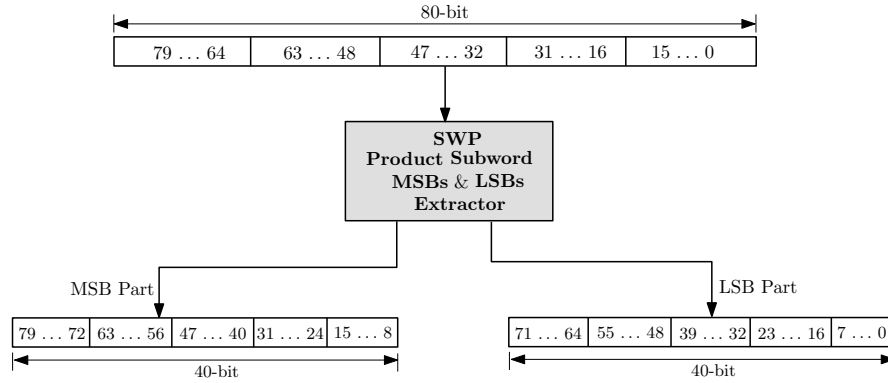 80-bit
79 ... 64 63 ... 48 47 ... 32 31 ... 16 15 ... 0
SWP
Product Subword
MSBs & LSBs
Extractor
MSB Part
LSB Part
79 ... 72 63 ... 56 47 ... 40 31 ... 24 15 ... 8
71 ... 64 55 ... 48 39 ... 32 23 ... 16 7 ... 0
40-bit
40-bit